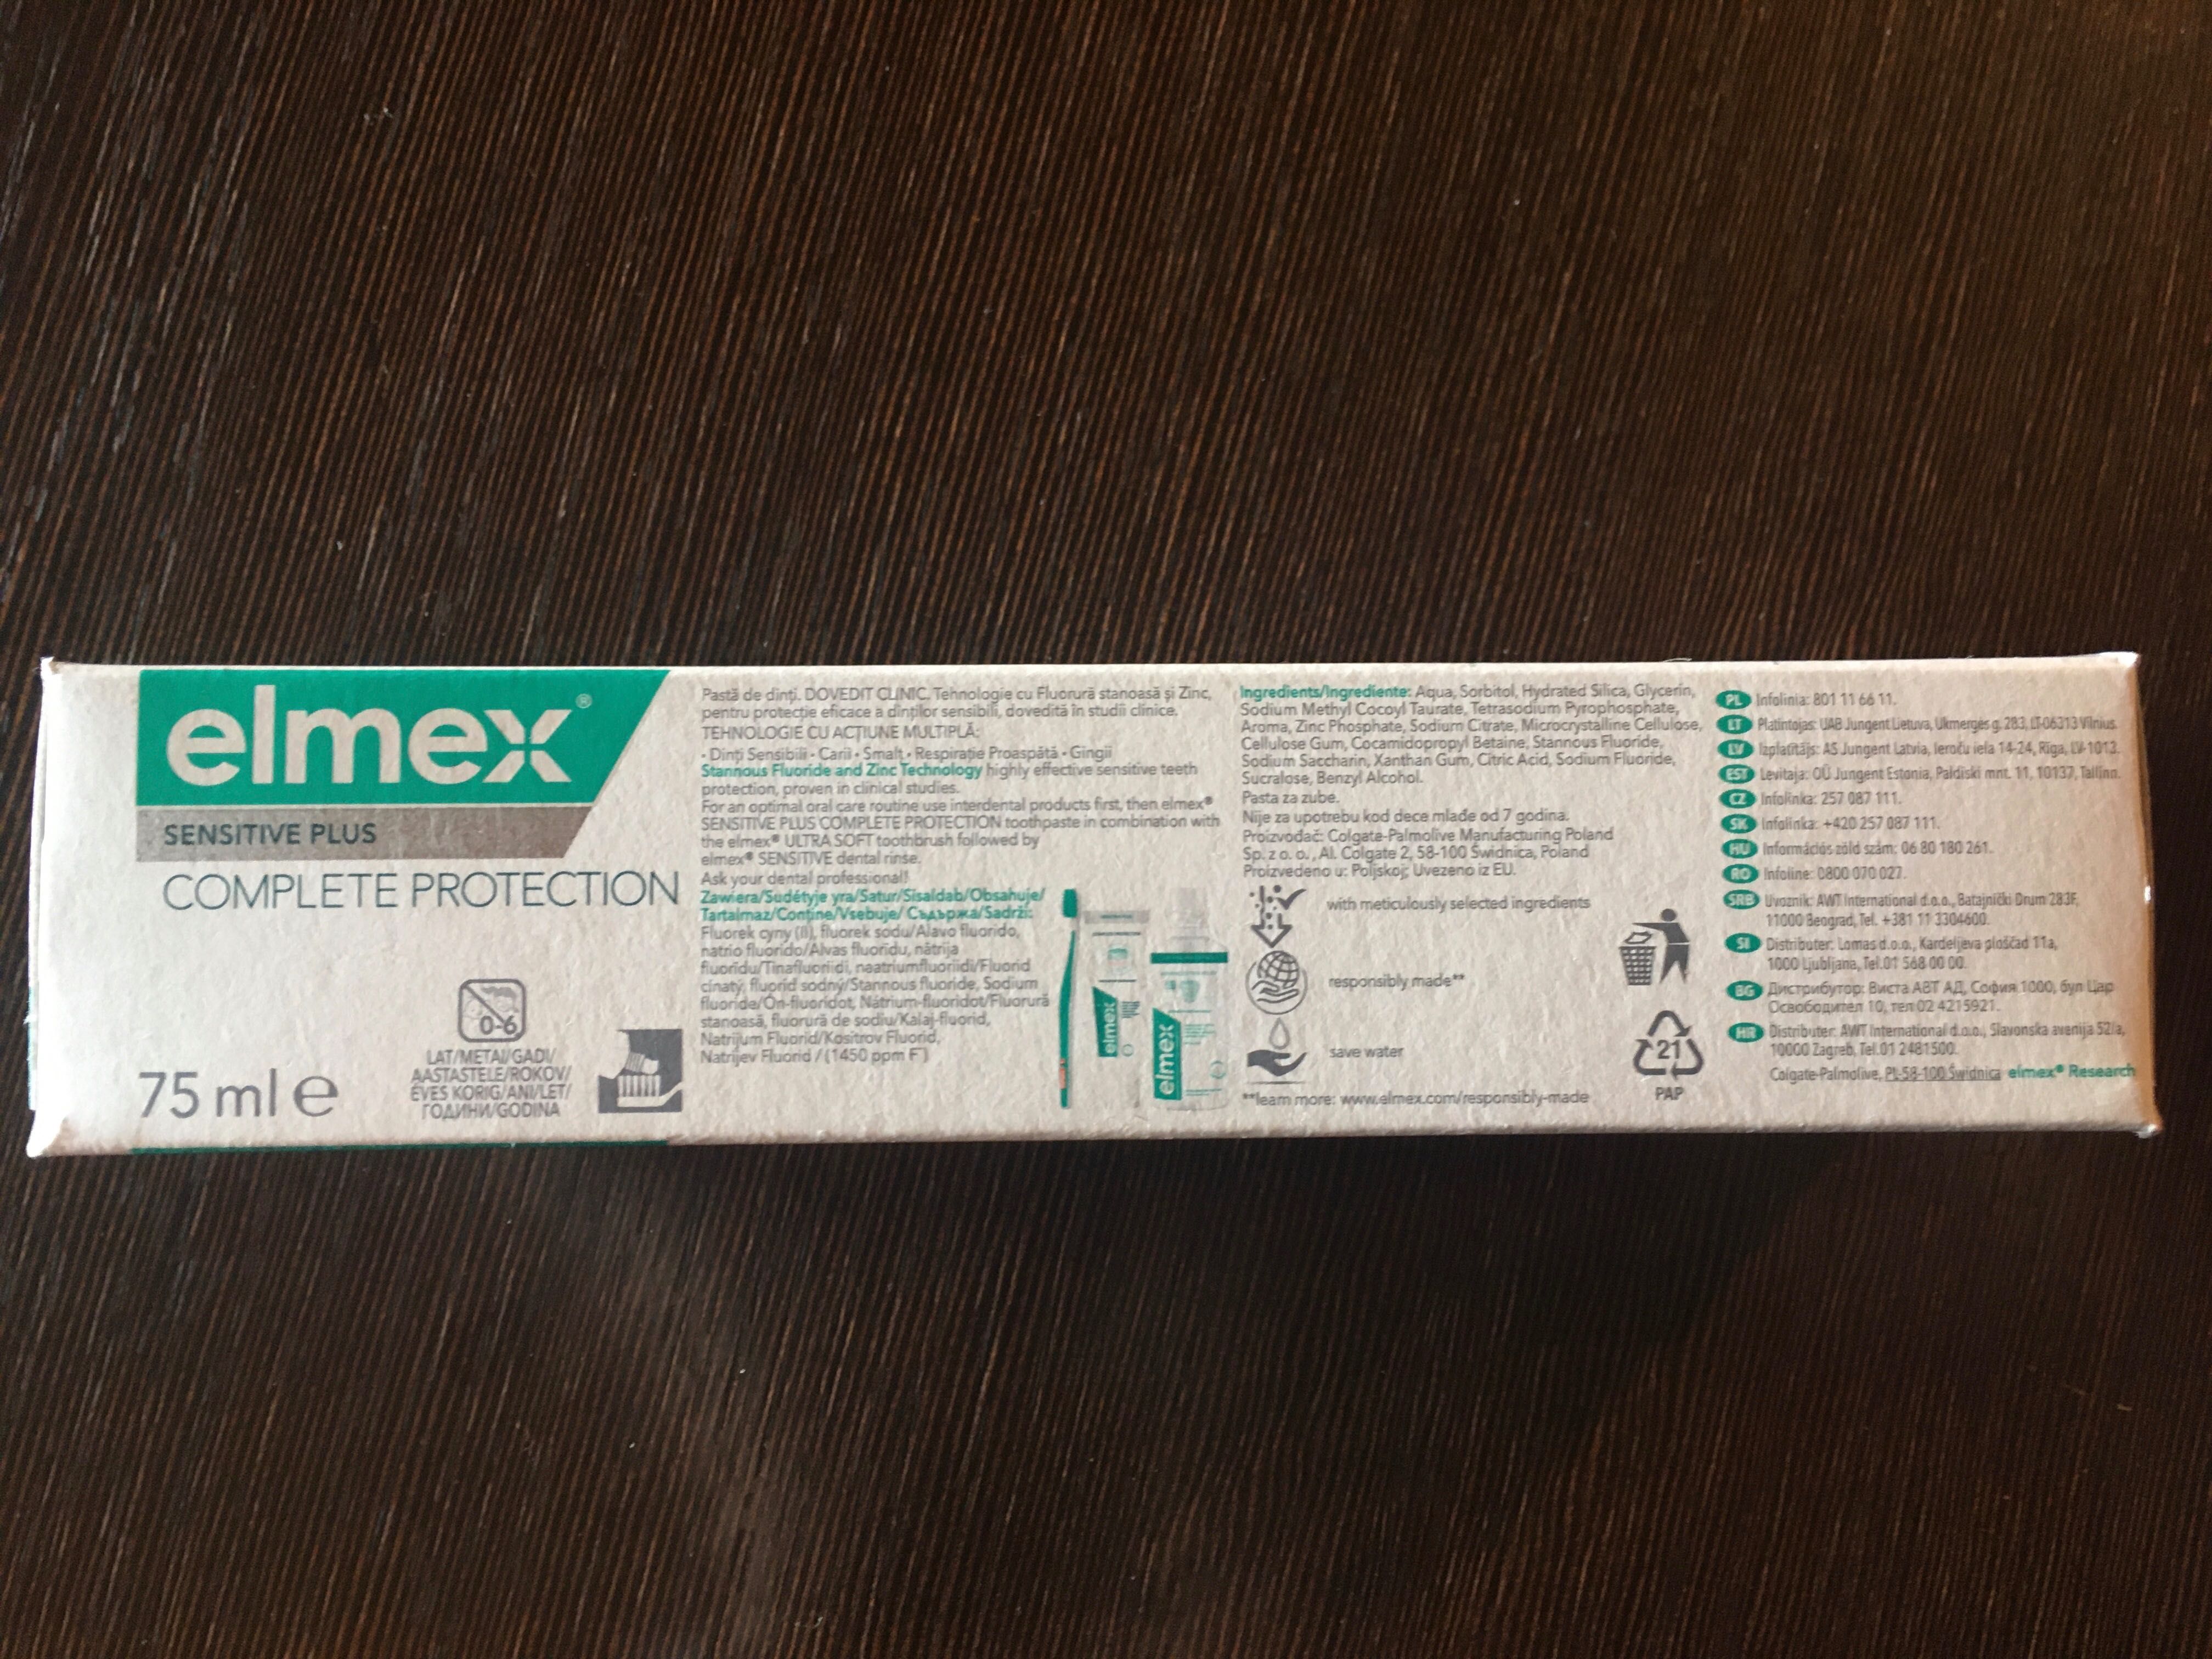 elmex®
SENSITIVE PLUS
COMPLETE PROTECTION
0-6
LAT/METAI/GADI/
AASTASTELE/ROKOV/
ÉVES KORIG/ANI/LET/
ГОДИНИ/GODINA
75 ml e
Pastă de dinți. DOVEDIT CLINIC. Tehnologie cu Fluorură stanoasă și Zinc,
pentru protecție eficace a dinților sensibili, dovedită în studii clinice.
TEHNOLOGIE CU ACȚIUNE MULTIPLĂ:
• Dinți Sensibili • Carii • Smalț • Respirație Proaspătă • Gingii
Stannous Fluoride and Zinc Technology highly effective sensitive teeth
protection, proven in clinical studies.
For an optimal oral care routine use interdental products first, then elmex®
SENSITIVE PLUS COMPLETE PROTECTION toothpaste in combination with
the elmex® ULTRA SOFT toothbrush followed by
elmex® SENSITIVE dental rinse.
Ask your dental professional!
Zawiera/Sudėtyje yra/Satur/Sisaldab/Obsahuje/
Tartalmaz/Conține/Vsebuje/ Съдържа/Sadrži:
Fluorek cyny (II), fluorek sodu/Alavo fluorido,
natrio fluorido/Alvas fluorīdu, nātrija
fluorīdu/Tinafluoriidi, naatriumfluoriidi/Fluorid
cínatý, fluorid sodný/Stannous fluoride, Sodium
fluoride/Ón-fluoridot, Nátrium-fluoridot/Fluorură
stanoasă, fluorură de sodiu/Kalaj-fluorid,
Natrijum Fluorid/Kositrov Fluorid,
Natrijev Fluorid / (1450 ppm F⁻)
elmex
elmex
Ingredients/Ingrediente: Aqua, Sorbitol, Hydrated Silica, Glycerin,
Sodium Methyl Cocoyl Taurate, Tetrasodium Pyrophosphate,
Aroma, Zinc Phosphate, Sodium Citrate, Microcrystalline Cellulose,
Cellulose Gum, Cocamidopropyl Betaine, Stannous Fluoride,
Sodium Saccharin, Xanthan Gum, Citric Acid, Sodium Fluoride,
Sucralose, Benzyl Alcohol.
Pasta za zube.
Nije za upotrebu kod dece mlađe od 7 godina.
Proizvođač: Colgate-Palmolive Manufacturing Poland
Sp. z o. o., Al. Colgate 2, 58-100 Świdnica, Poland
Proizvedeno u: Poljskoj; Uvezeno iz EU.
with meticulously selected ingredients
responsibly made**
save water
**learn more: www.elmex.com/responsibly-made
21
PAP
PL Infolinia: 801 11 66 11.
LT Platintojas: UAB Jungent Lietuva, Ukmergės g. 283, LT-06313 Vilnius.
LV Izplatītājs: AS Jungent Latvia, Ieroču iela 14-24, Rīga, LV-1013.
EST Levitaja: OÜ Jungent Estonia, Paldiski mnt. 11, 10137, Tallinn.
CZ Infolinka: 257 087 111.
SK Infolinka: +420 257 087 111.
HU Információs zöld szám: 06 80 180 261.
RO Infoline: 0800 070 027.
SRB Uvoznik: AWT International d.o.o., Batajnički Drum 283F,
11000 Beograd, Tel. +381 11 3304600.
SI Distributer: Lomas d.o.o., Kardeljeva ploščad 11a,
1000 Ljubljana, Tel.01 568 00 00.
BG Дистрибутор: Виста АВТ АД, София 1000, бул Цар
Освободител 10, тел 02 4215921.
HR Distributer: AWT International d.o.o., Slavonska avenija 52/a,
10000 Zagreb, Tel.01 2481500.
Colgate-Palmolive, PL-58-100 Świdnica elmex® Research